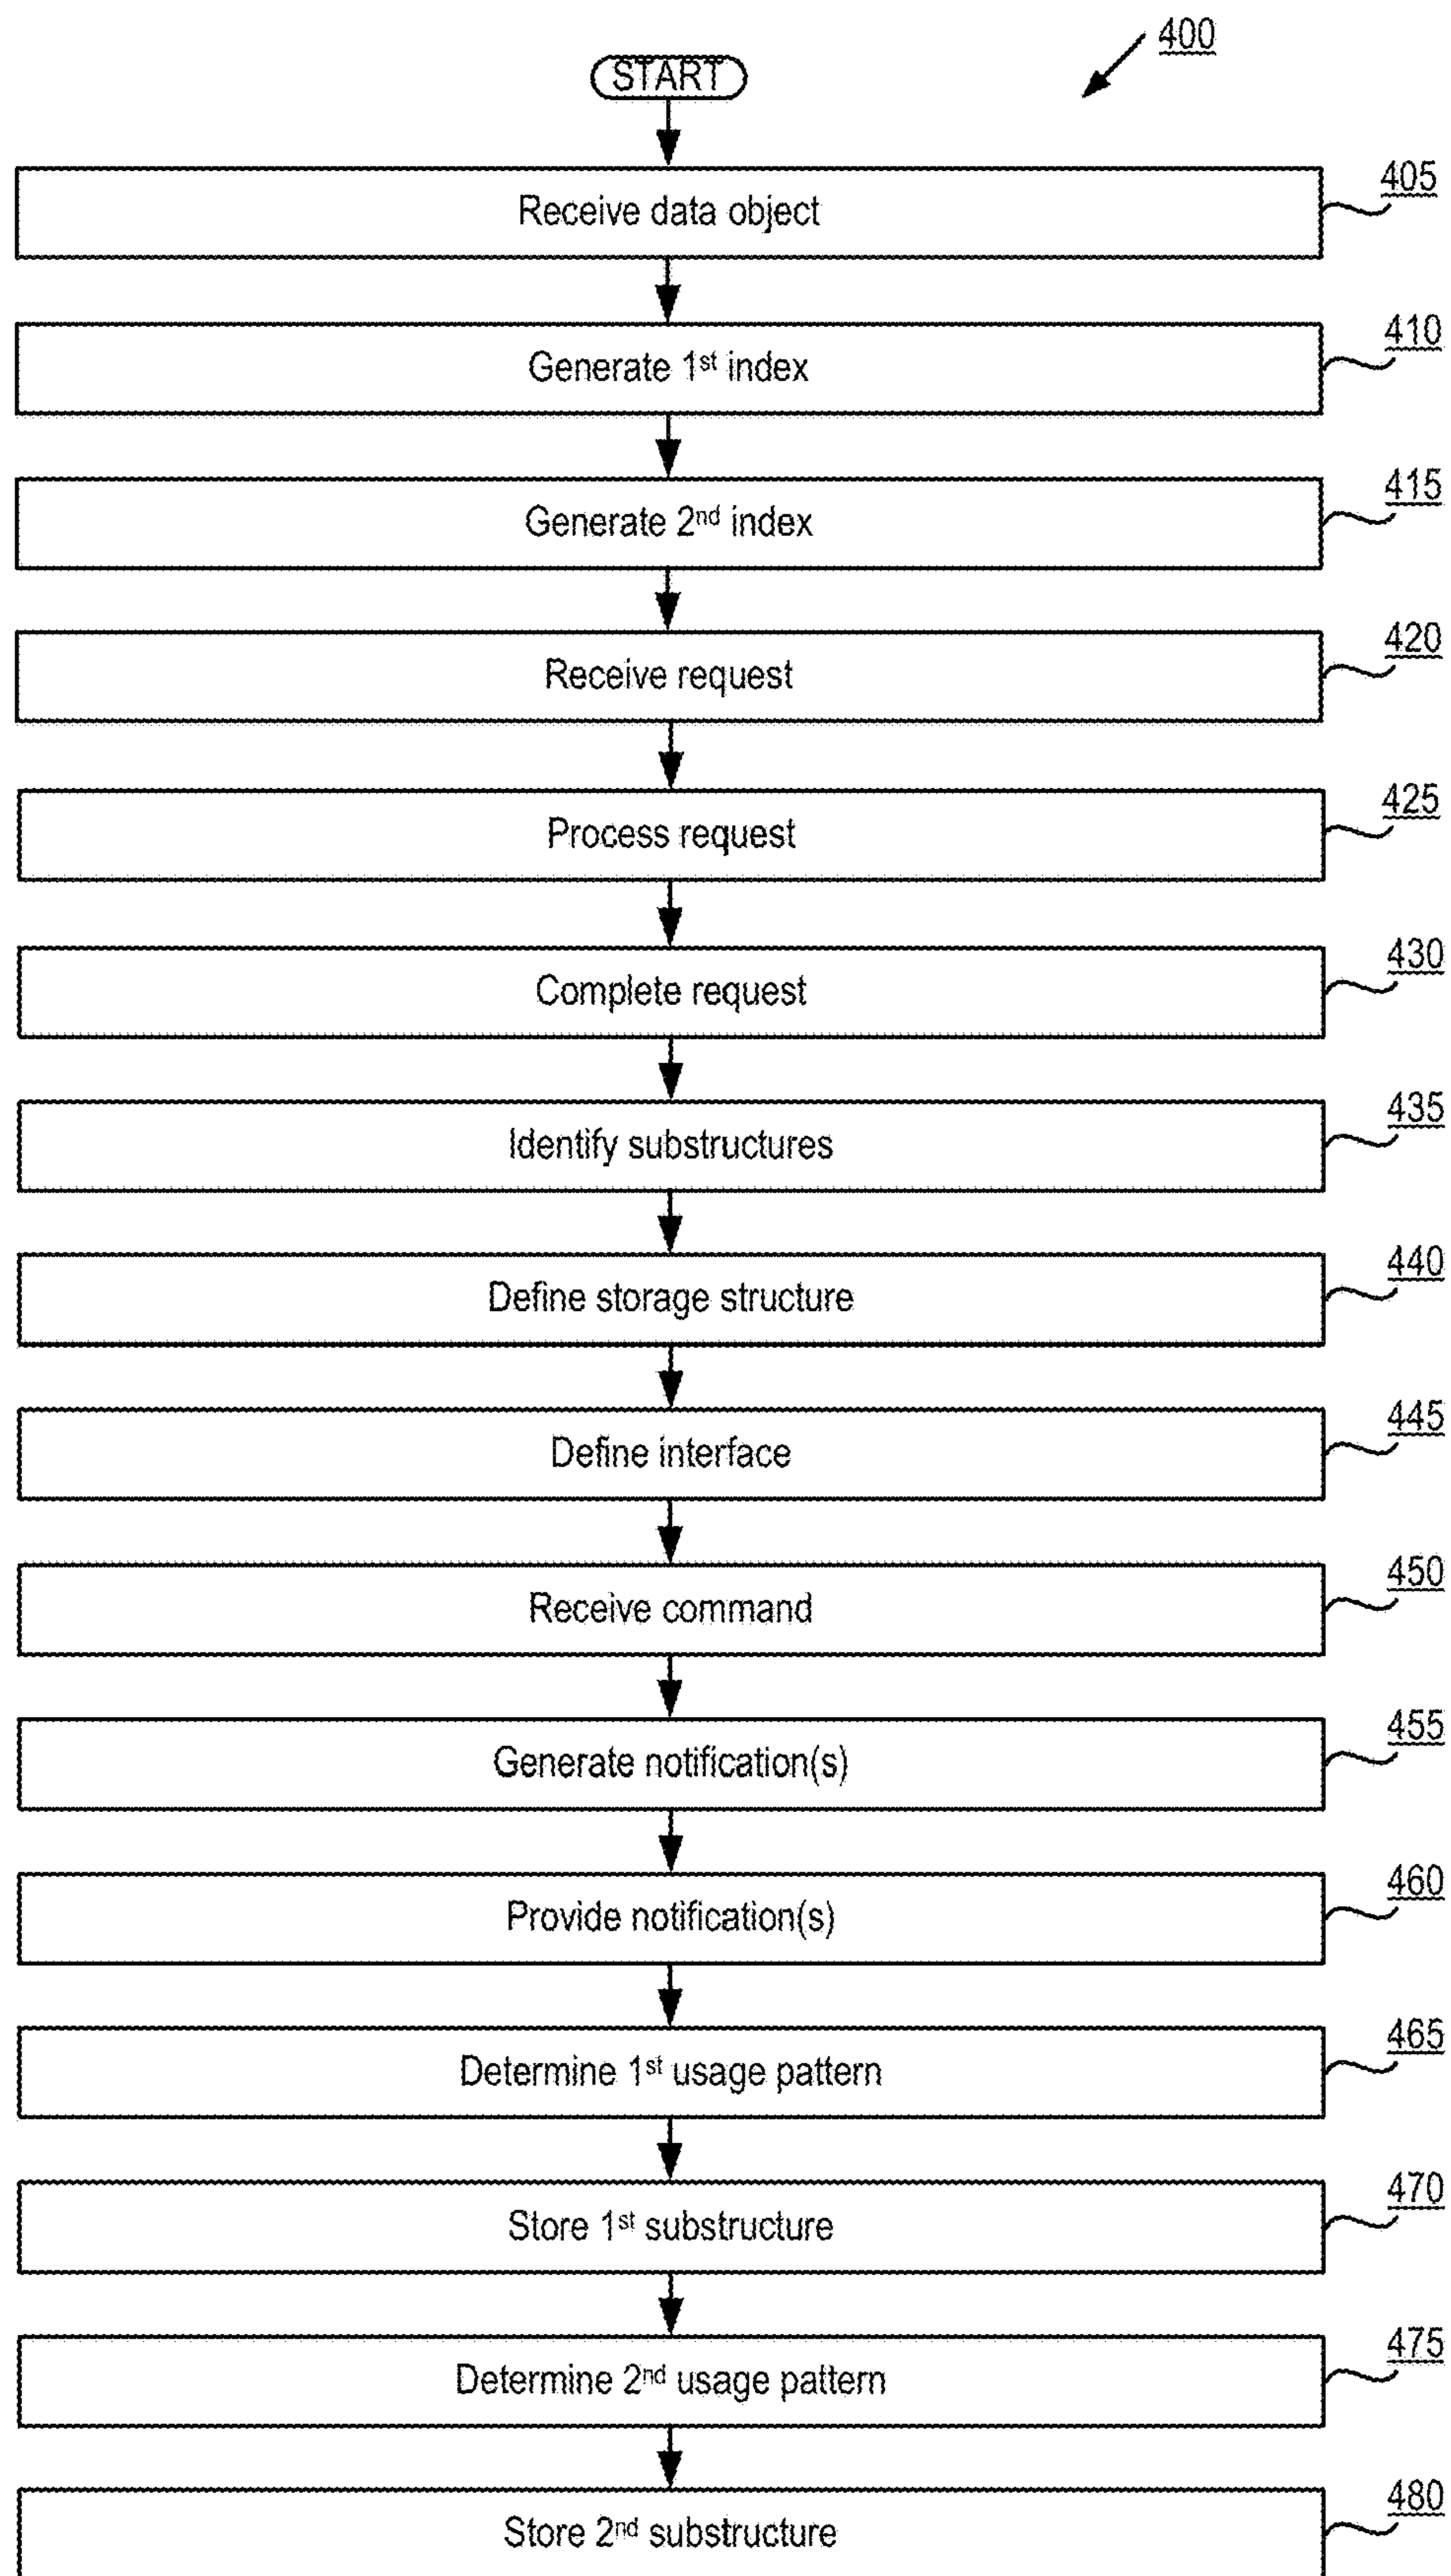 400
START
Receive data object
405
Generate 1st index
410
Generate 2nd index
415
Receive request
420
Process request
425
Complete request
430
Identify substructures
435
Define storage structure
440
Define interface
445
Receive command
450
Generate notification(s)
455
Provide notification(s)
460
Determine 1st usage pattern
465
Store 1st substructure
470
Determine 2nd usage pattern
475
Store 2nd substructure
480